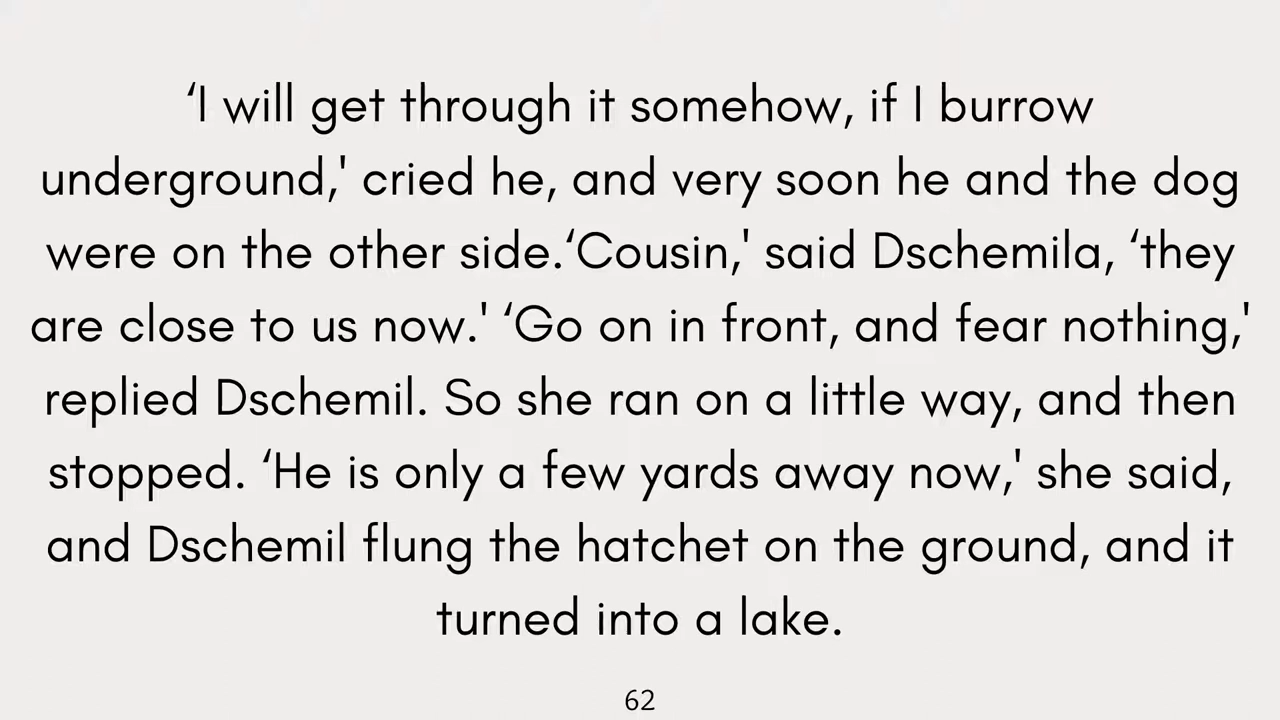 ‘I will get through it somehow, if I burrow
underground,' cried he, and very soon he and the dog
were on the other side.‘Cousin,' said Dschemila, ‘they
are close to us now.' ‘Go on in front, and fear nothing,'
replied Dschemil. So she ran on a little way, and then
stopped. ‘He is only a few yards away now,' she said,
and Dschemil flung the hatchet on the ground, and it
turned into a lake.
62